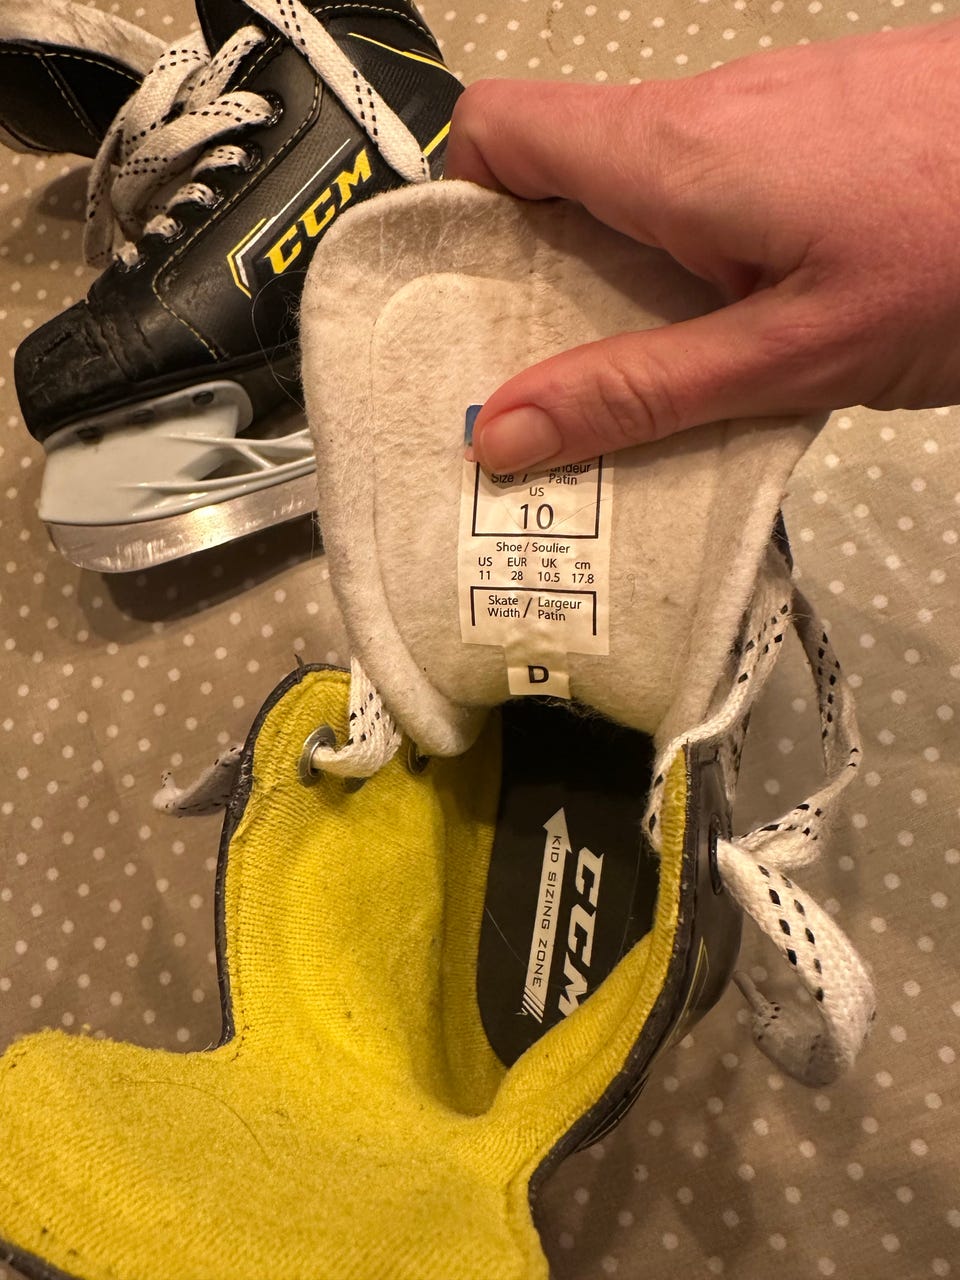 CCM
Size / Patin
US
10
Shoe / Soulier
US EUR UK cm
11 28 10.5 17.8
Skate / Largeur
Width / Patin
D
KID SIZING ZONE
CCM